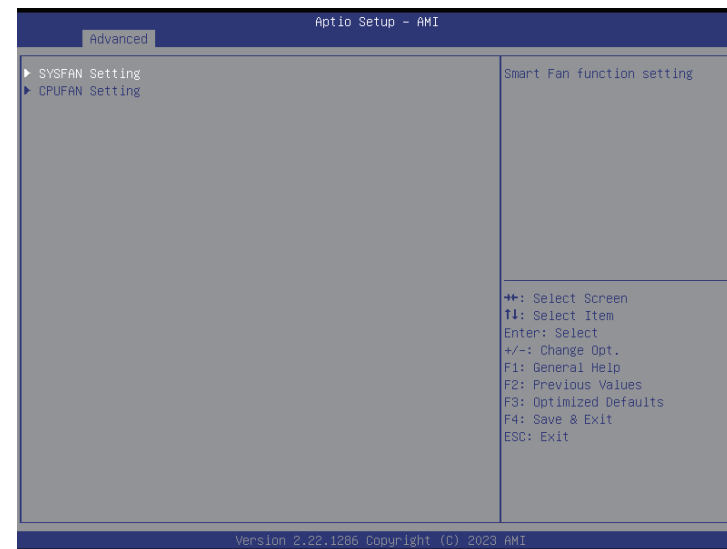 Aptio Setup – AMI
Advanced
▶ SYSFAN Setting
▶ CPUFAN Setting
Smart Fan function setting
→←: Select Screen
↑↓: Select Item
Enter: Select
+/-: Change Opt.
F1: General Help
F2: Previous Values
F3: Optimized Defaults
F4: Save & Exit
ESC: Exit
Version 2.22.1286 Copyright (C) 2023 AMI